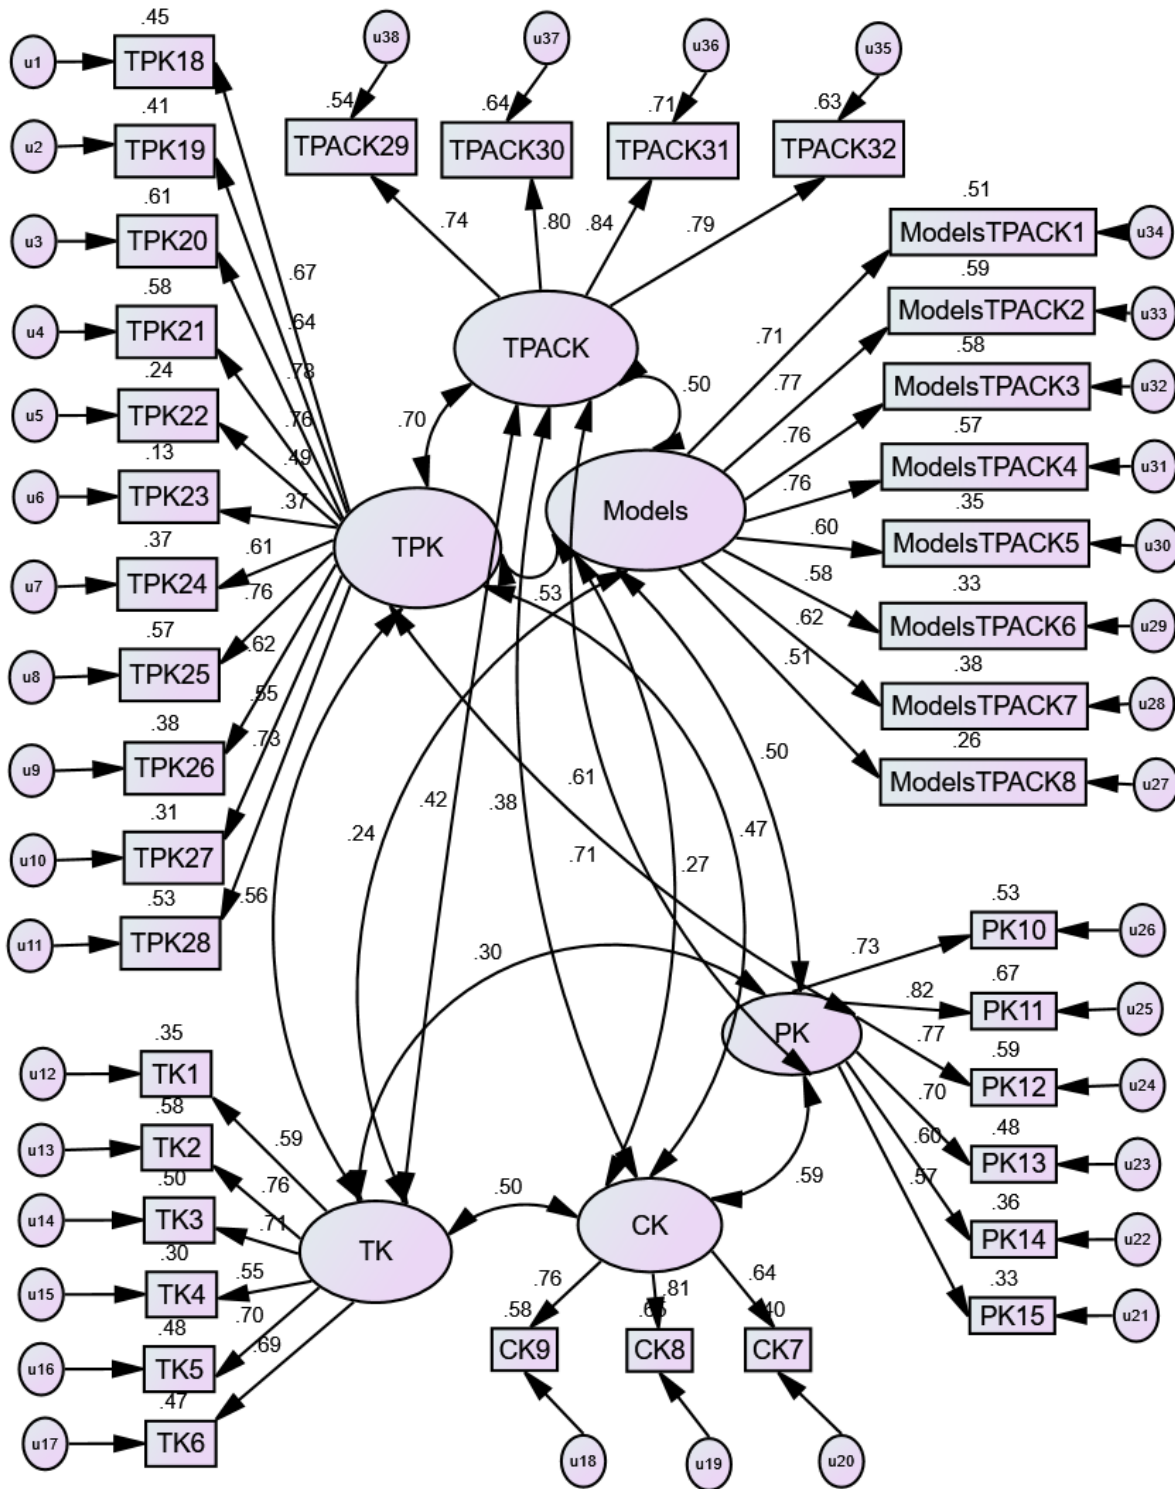 .45
u1
TPK18
.41
u2
TPK19
.61
u3
TPK20
.58
u4
TPK21
.24
u5
TPK22
.13
u6
TPK23
.37
u7
TPK24
.57
u8
TPK25
.38
u9
TPK26
.31
u10
TPK27
.53
u11
TPK28
.67
.64
.78
.76
.49
.37
.61
.76
.62
.55
.73
u38
u37
u36
u35
.54
.64
.71
.63
TPACK29
TPACK30
TPACK31
TPACK32
.74
.80
.84
.79
TPACK
.50
.70
TPK
Models
.53
.71
.77
.76
.76
.60
.58
.62
.51
.51
ModelsTPACK1
u34
.59
ModelsTPACK2
u33
.58
ModelsTPACK3
u32
.57
ModelsTPACK4
u31
.35
ModelsTPACK5
u30
.33
ModelsTPACK6
u29
.38
ModelsTPACK7
u28
.26
ModelsTPACK8
u27
.56
.24
.42
.38
.61
.71
.27
.47
.50
.30
.50
.59
PK
.73
.82
.77
.70
.60
.57
.53
PK10
u26
.67
PK11
u25
.59
PK12
u24
.48
PK13
u23
.36
PK14
u22
.33
PK15
u21
.35
u12
TK1
.58
u13
TK2
.50
u14
TK3
.30
u15
TK4
.48
u16
TK5
.47
u17
TK6
.59
.76
.71
.55
.70
.69
TK
CK
.76
.81
.64
.58
CK9
CK8
CK7
u18
u19
u20